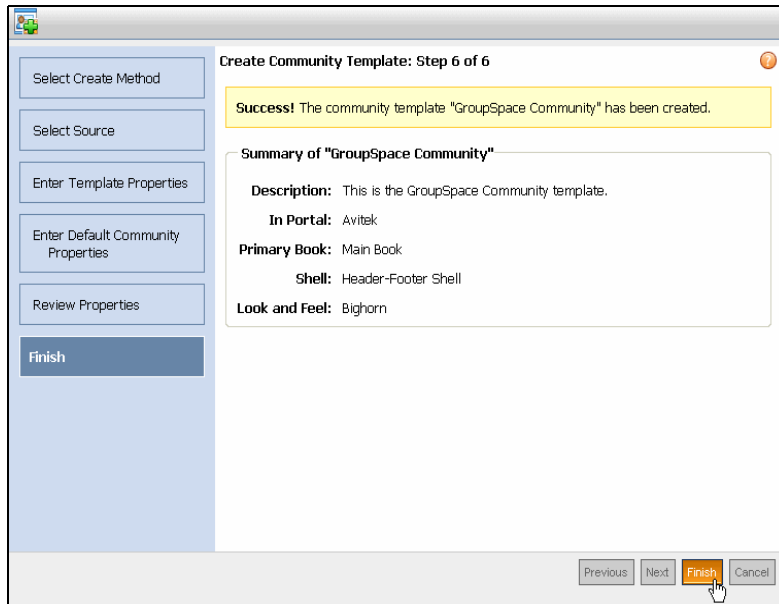 Create Community Template: Step 6 of 6
?
Select Create Method
Select Source
Enter Template Properties
Enter Default Community
Properties
Review Properties
Finish
Success! The community template "GroupSpace Community" has been created.
Summary of "GroupSpace Community"
Description: This is the GroupSpace Community template.
In Portal: Avitek
Primary Book: Main Book
Shell: Header-Footer Shell
Look and Feel: Bighorn
Previous Next Finish Cancel